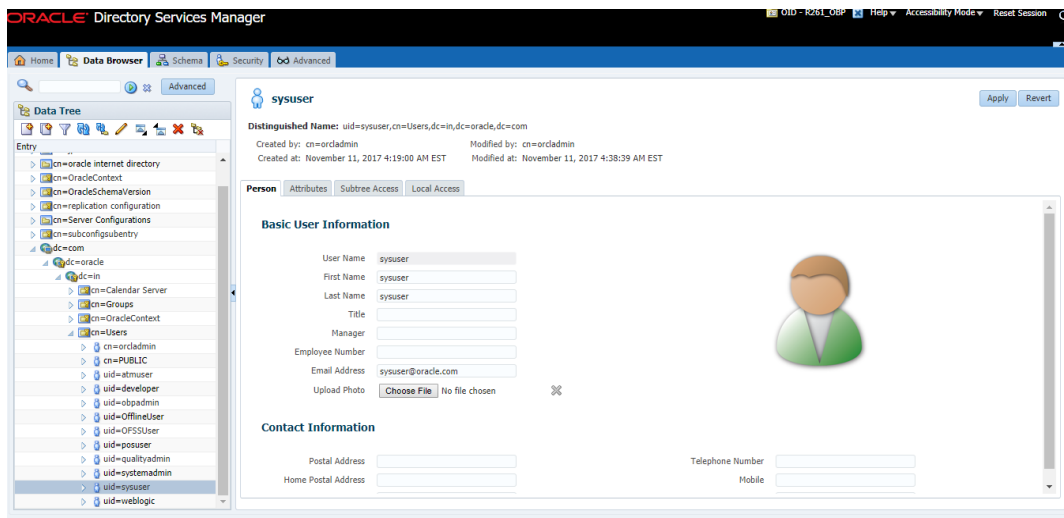 ORACLE Directory Services Manager
OID - R261_OBP Help Accessibility Mode Reset Session
Home Data Browser Schema Security Advanced
Advanced
Data Tree
Entry
cn=oracle internet directory
cn=OracleContext
cn=OracleSchemaVersion
cn=replication configuration
cn=Server Configurations
cn=subconfigsubentry
dc=com
dc=oracle
dc=in
cn=Calendar Server
cn=Groups
cn=OracleContext
cn=Users
cn=orcladmin
cn=PUBLIC
uid=atmuser
uid=developer
uid=obpadmin
uid=OfflineUser
uid=OFSSUser
uid=posuser
uid=qualityadmin
uid=systemadmin
uid=sysuser
uid=weblogic
sysuser
Apply Revert
Distinguished Name: uid=sysuser,cn=Users,dc=in,dc=oracle,dc=com
Created by: cn=orcladmin Modified by: cn=orcladmin
Created at: November 11, 2017 4:19:00 AM EST Modified at: November 11, 2017 4:38:39 AM EST
Person Attributes Subtree Access Local Access
Basic User Information
User Name sysuser
First Name sysuser
Last Name sysuser
Title
Manager
Employee Number
Email Address sysuser@oracle.com
Upload Photo Choose File No file chosen
Contact Information
Postal Address Telephone Number
Home Postal Address Mobile